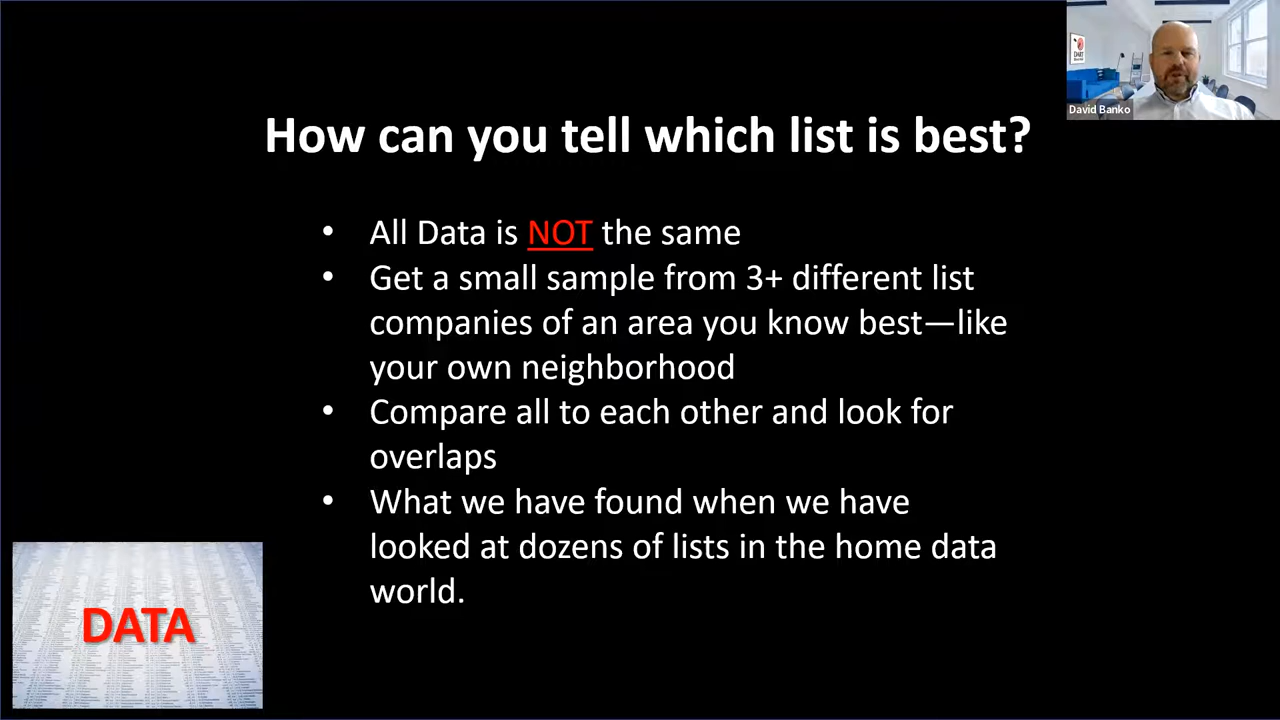 DART
David Banko
How can you tell which list is best?
• All Data is NOT the same
• Get a small sample from 3+ different list
companies of an area you know best—like
your own neighborhood
• Compare all to each other and look for
overlaps
• What we have found when we have
looked at dozens of lists in the home data
world.
DATA